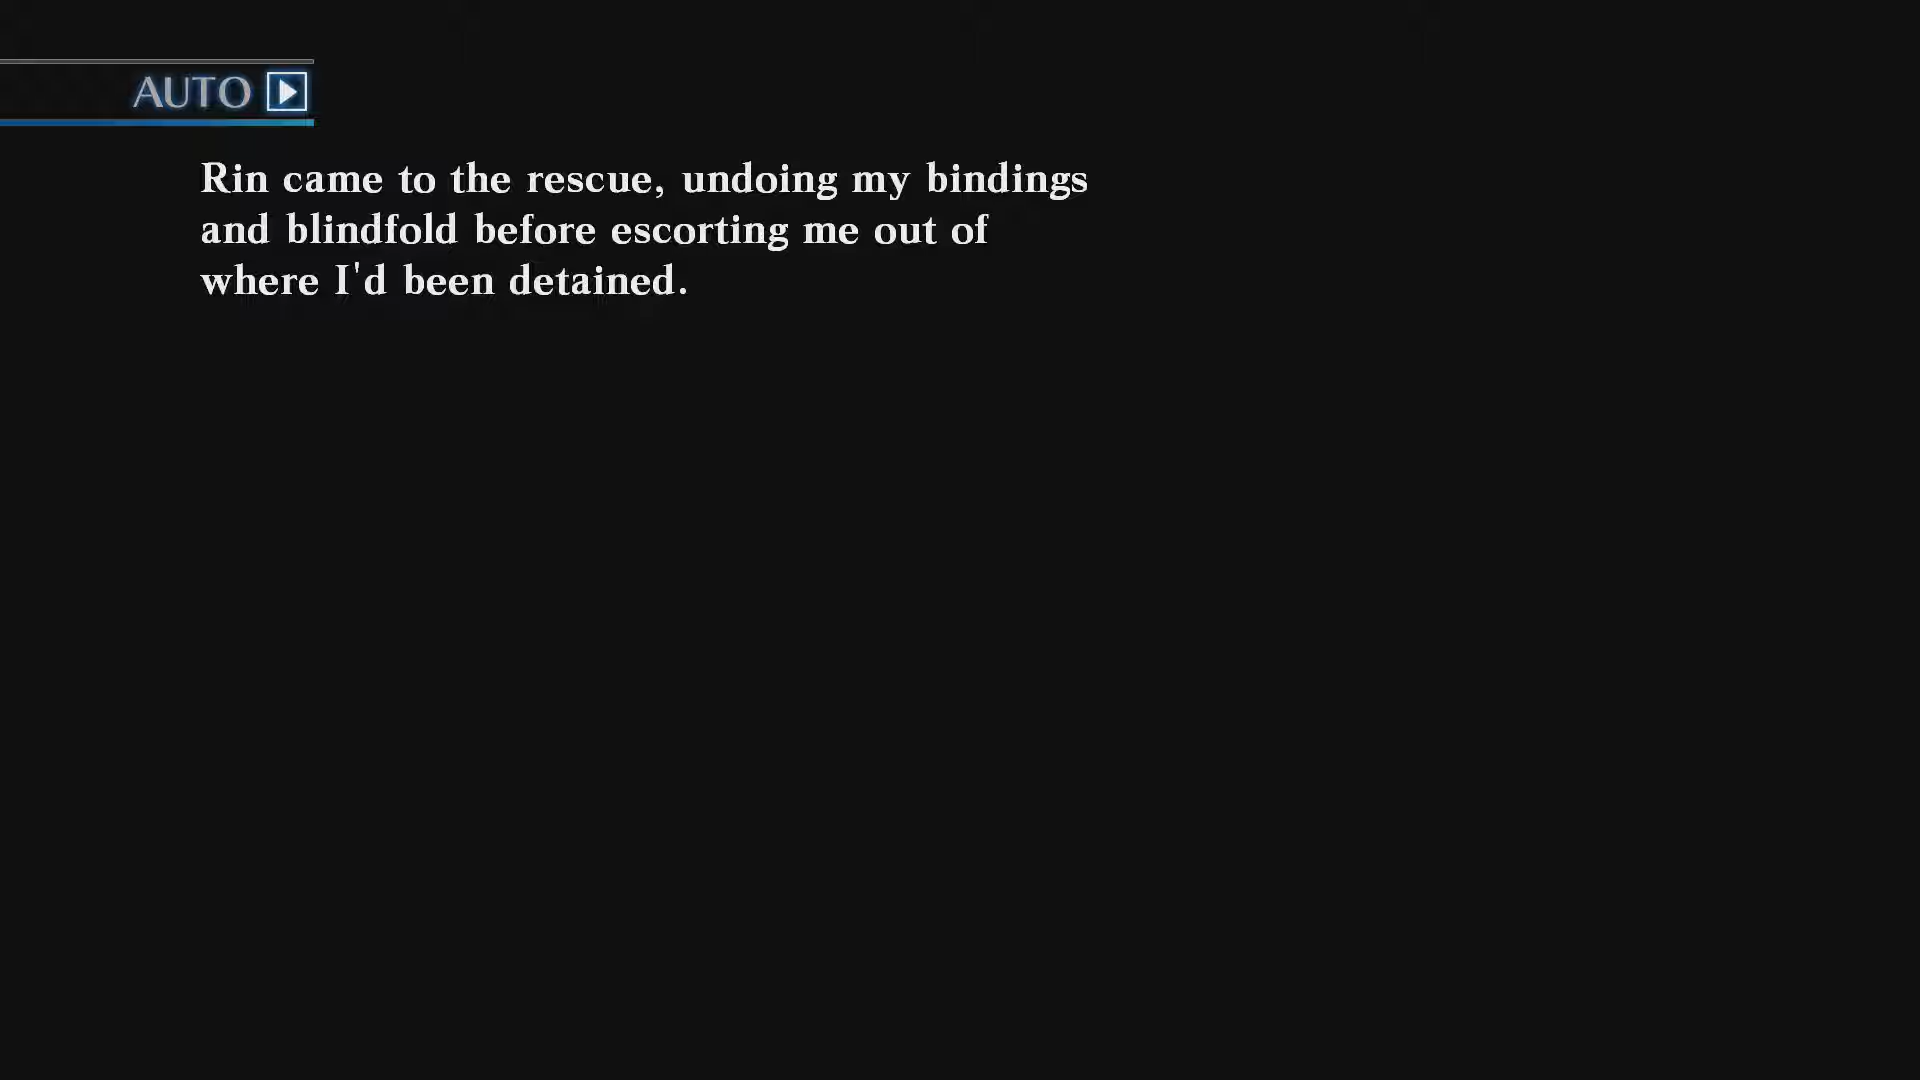 AUTO
Rin came to the rescue, undoing my bindings
and blindfold before escorting me out of
where I'd been detained.